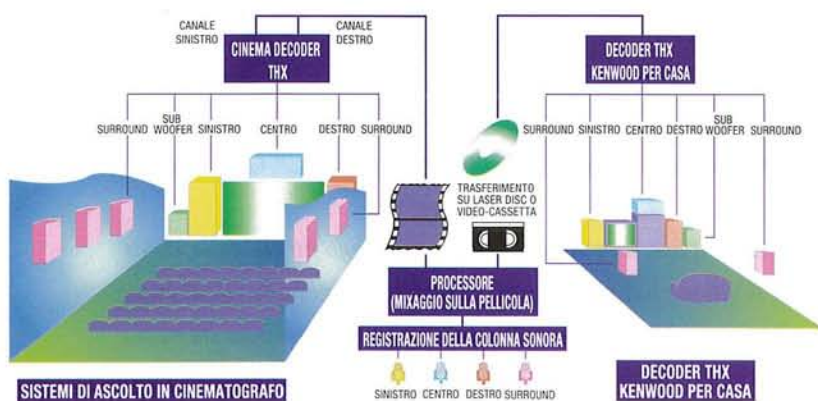 CANALE
SINISTRO
CANALE
DESTRO
CINEMA DECODER
THX
DECODER THX
KENWOOD PER CASA
SURROUND
SUB
WOOFER
SINISTRO
CENTRO
DESTRO
SURROUND
SURROUND
SINISTRO
CENTRO
DESTRO
SUB
WOOFER
SURROUND
TRASFERIMENTO
SU LASER DISC O
VIDEO-CASSETTA
PROCESSORE
(MIXAGGIO SULLA PELLICOLA)
REGISTRAZIONE DELLA COLONNA SONORA
SINISTRO
CENTRO
DESTRO
SURROUND
SISTEMI DI ASCOLTO IN CINEMATOGRAFO
DECODER THX
KENWOOD PER CASA